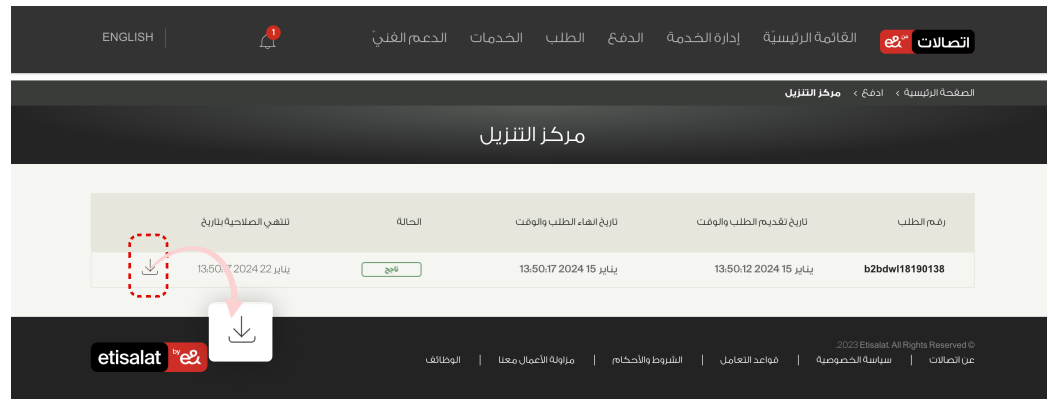 اتصالات من e& القائمة الرئيسيّة إدارة الخدمة الدفع الطلب الخدمات الدعم الفنيّ 1 ENGLISH
الصفحة الرئيسية > ادفع > مركز التنزيل
مركز التنزيل
رقم الطلب تاريخ تقديم الطلب والوقت تاريخ انهاء الطلب والوقت الحالة تنتهي الصلاحية بتاريخ
b2bdwl18190138 يناير 15 2024 13:50:12 يناير 15 2024 13:50:17 ناجح يناير 22 2024 13:50:17
© 2023 Etisalat. All Rights Reserved.
عن اتصالات | سياسة الخصوصية | قواعد التعامل | الشروط والأحكام | مزاولة الأعمال معنا | الوظائف
etisalat by e&